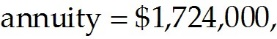 annuity = $1,724,000,